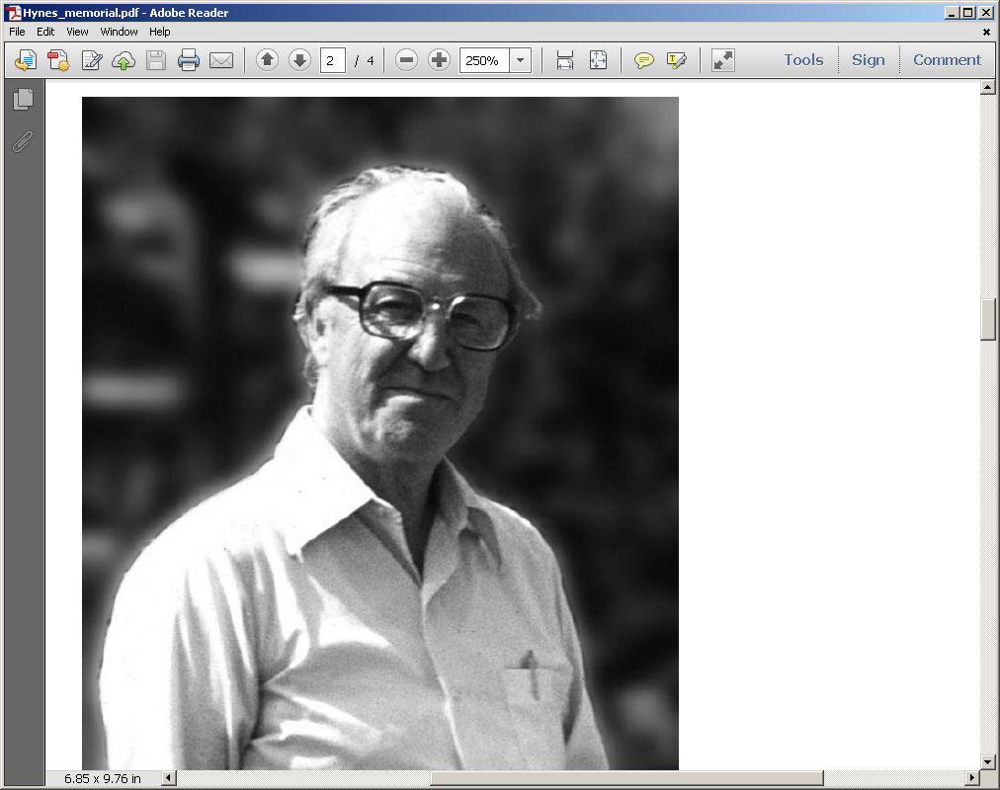 Hynes_memorial.pdf - Adobe Reader
File Edit View Window Help
2 / 4 250% Tools Sign Comment
6.85 x 9.76 in